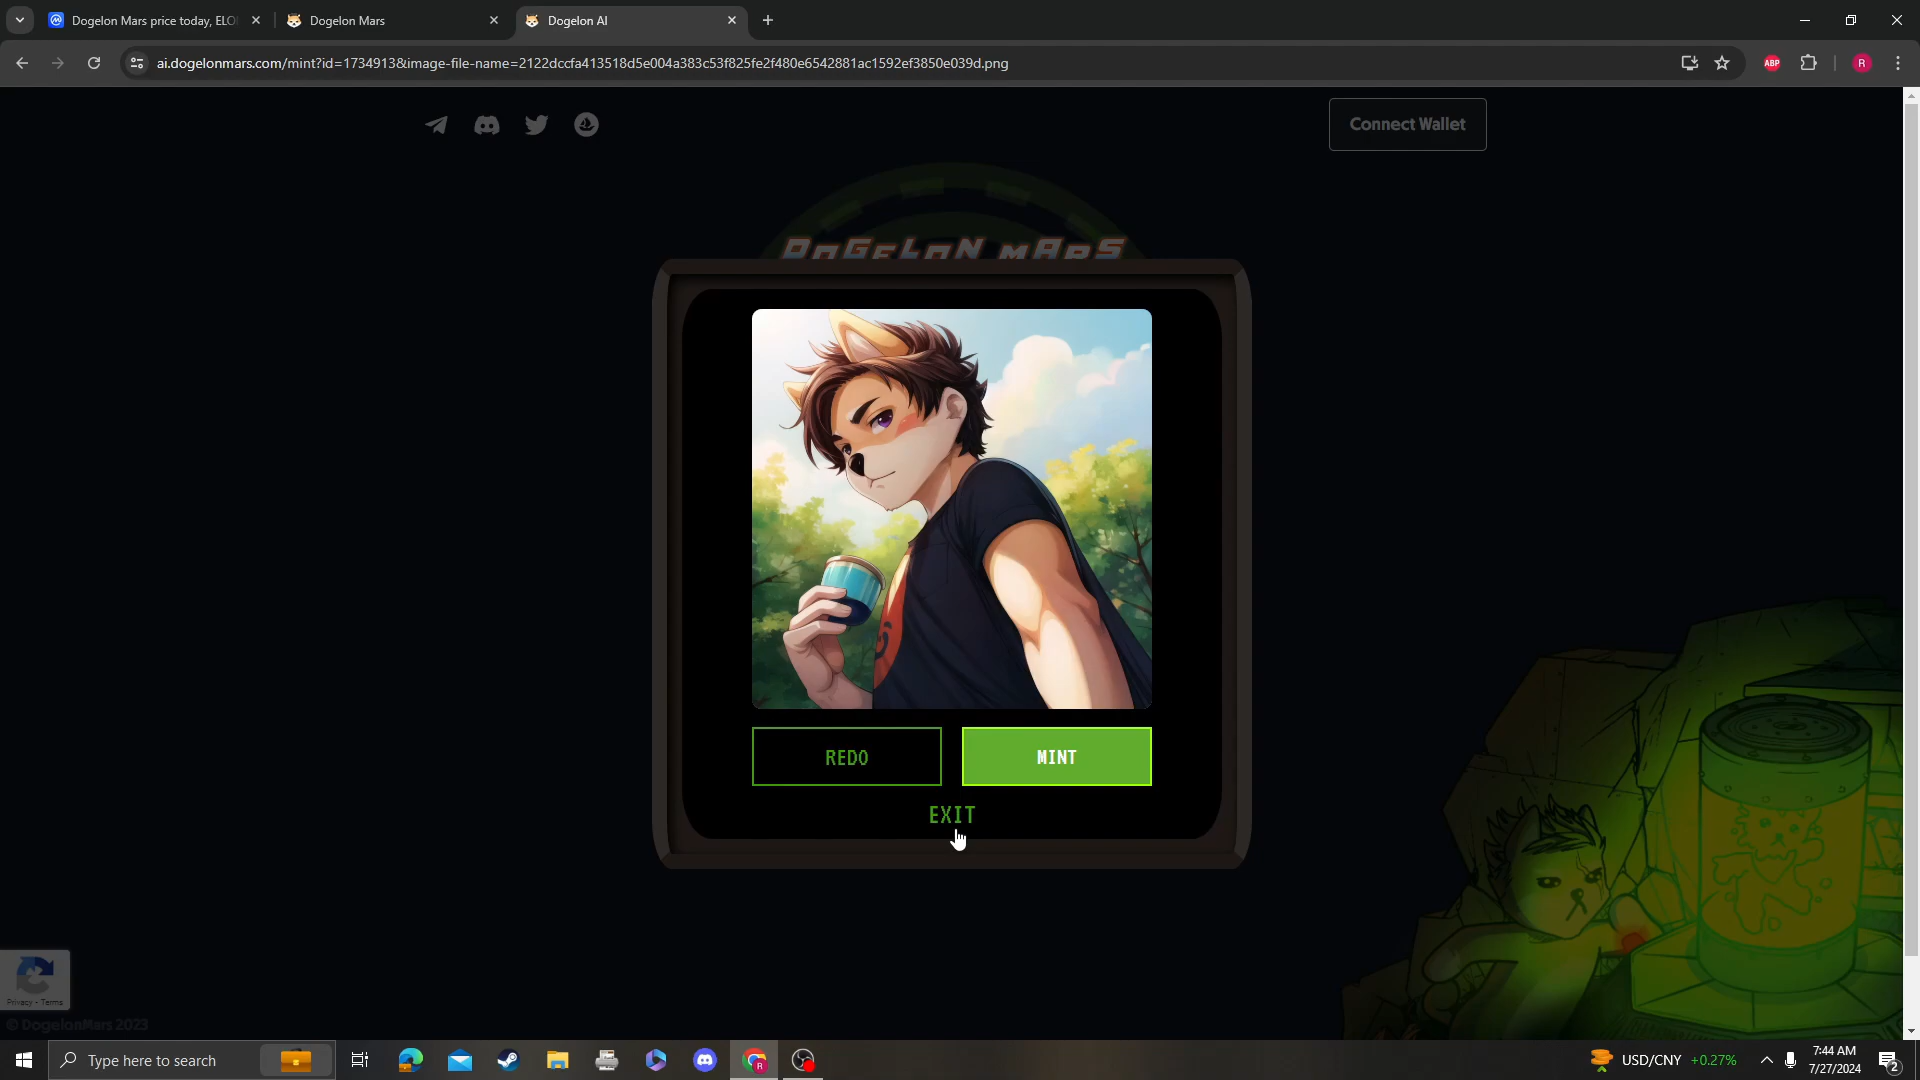 Dogelon Mars price today, ELO
Dogelon Mars
Dogelon AI
ai.dogelonmars.com/mint?id=1734913&image-file-name=2122dccfa413518d5e004a383c53f825fe2f480e6542881ac1592ef3850e039d.png
ABP
R
Connect Wallet
DOGELON MARS
REDO
MINT
EXIT
Privacy - Terms
© DogelonMars 2023
Type here to search
R
USD/CNY +0.27%
7:44 AM
7/27/2024
2